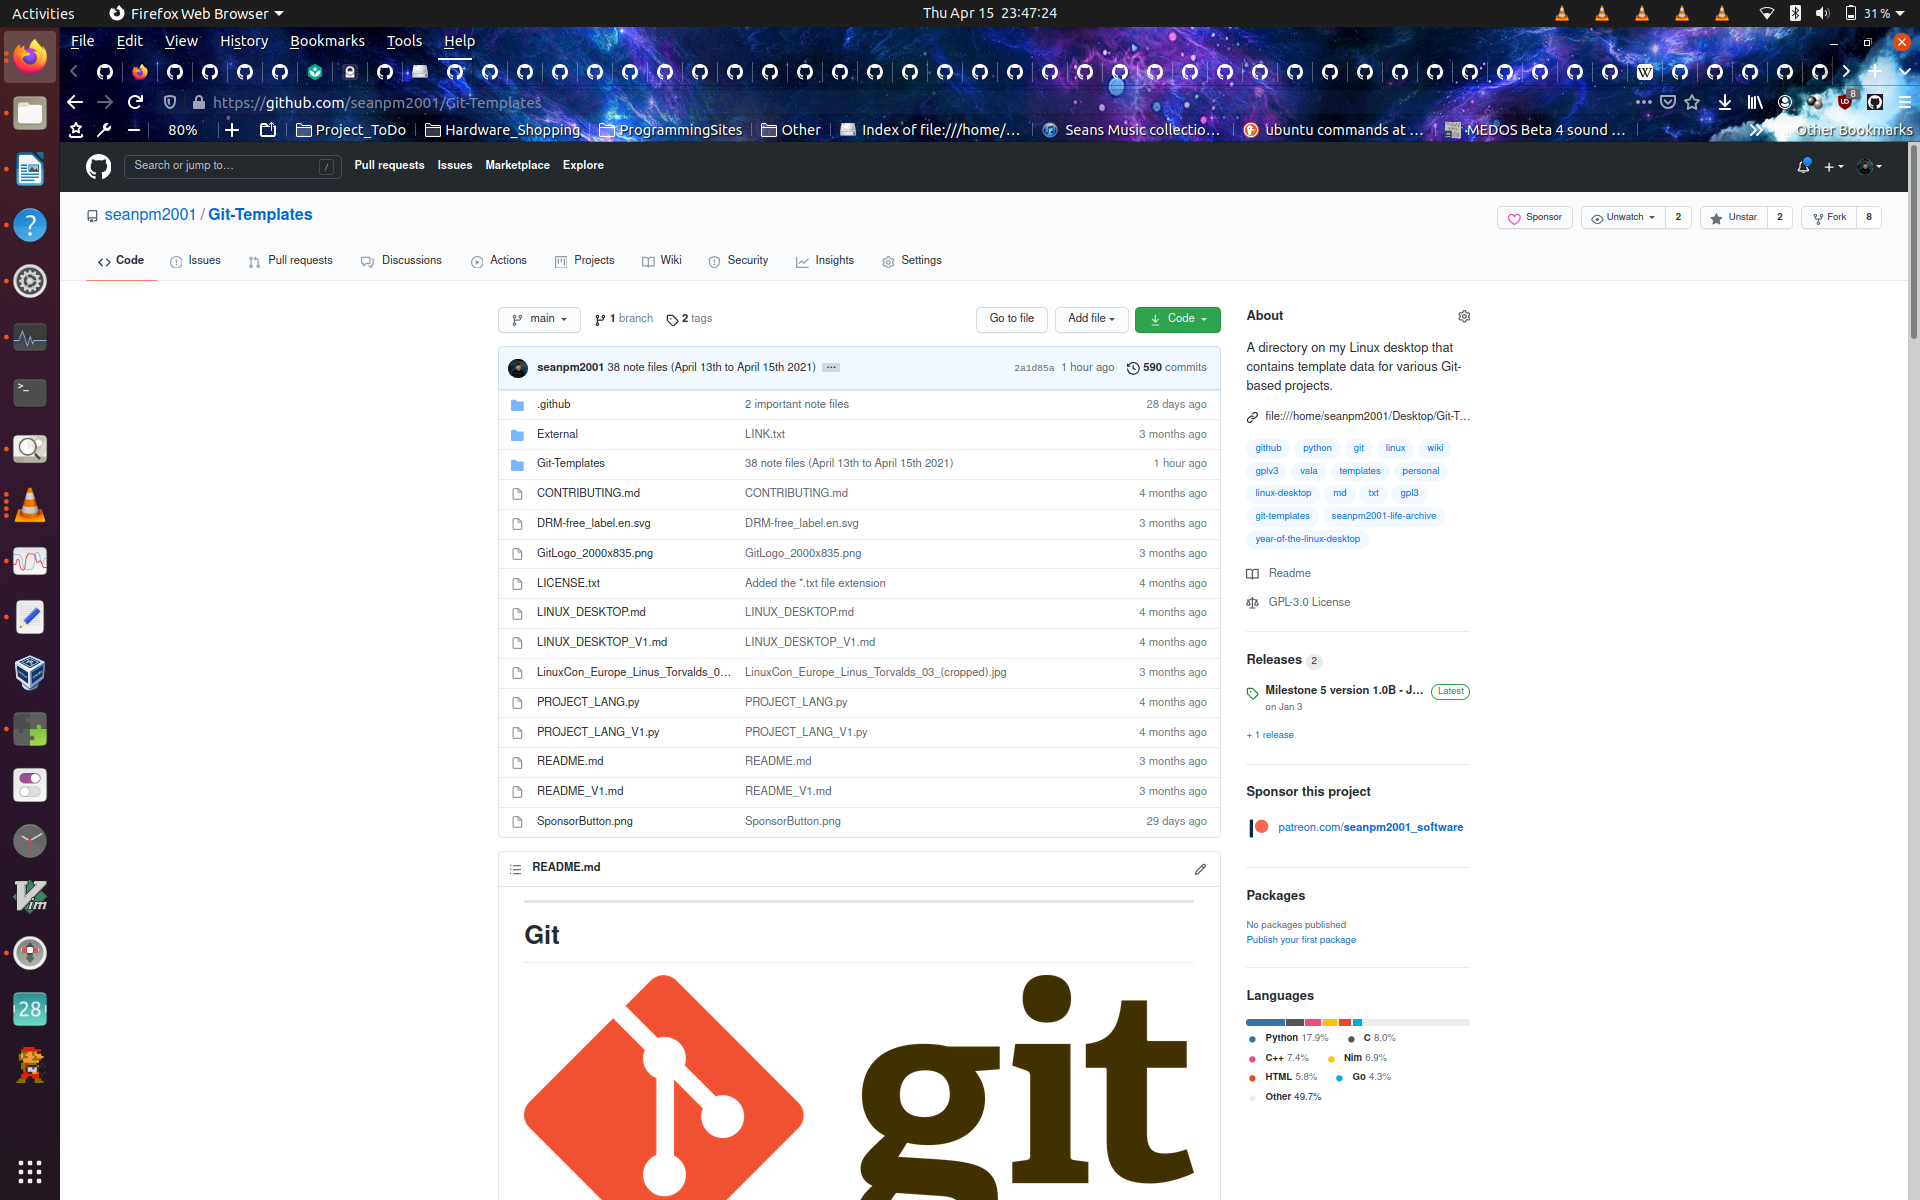 Activities Firefox Web Browser Thu Apr 15 23:47:24 31 %
File Edit View History Bookmarks Tools Help
https://github.com/seanpm2001/Git-Templates 8
80% Project_ToDo Hardware_Shopping ProgrammingSites Other Index of file:///home/... Seans Music collectio... ubuntu commands at ... MEDOS Beta 4 sound ... Other Bookmarks
Search or jump to... / Pull requests Issues Marketplace Explore
seanpm2001 / Git-Templates Sponsor Unwatch 2 Unstar 2 Fork 8
Code Issues Pull requests Discussions Actions Projects Wiki Security Insights Settings
main 1 branch 2 tags Go to file Add file Code
seanpm2001 38 note files (April 13th to April 15th 2021) ... 2a1d85a 1 hour ago 590 commits
.github 2 important note files 28 days ago
External LINK.txt 3 months ago
Git-Templates 38 note files (April 13th to April 15th 2021) 1 hour ago
CONTRIBUTING.md CONTRIBUTING.md 4 months ago
DRM-free_label.en.svg DRM-free_label.en.svg 3 months ago
GitLogo_2000x835.png GitLogo_2000x835.png 3 months ago
LICENSE.txt Added the *.txt file extension 4 months ago
LINUX_DESKTOP.md LINUX_DESKTOP.md 4 months ago
LINUX_DESKTOP_V1.md LINUX_DESKTOP_V1.md 4 months ago
LinuxCon_Europe_Linus_Torvalds_0... LinuxCon_Europe_Linus_Torvalds_03_(cropped).jpg 3 months ago
PROJECT_LANG.py PROJECT_LANG.py 4 months ago
PROJECT_LANG_V1.py PROJECT_LANG_V1.py 4 months ago
README.md README.md 3 months ago
README_V1.md README_V1.md 3 months ago
SponsorButton.png SponsorButton.png 29 days ago
README.md
Git
git
About
A directory on my Linux desktop that
contains template data for various Git-
based projects.
file:///home/seanpm2001/Desktop/Git-T...
github python git linux wiki
gplv3 vala templates personal
linux-desktop md txt gpl3
git-templates seanpm2001-life-archive
year-of-the-linux-desktop
Readme
GPL-3.0 License
Releases 2
Milestone 5 version 1.0B - J... Latest
on Jan 3
+ 1 release
Sponsor this project
patreon.com/seanpm2001_software
Packages
No packages published
Publish your first package
Languages
Python 17.9% C 8.0%
C++ 7.4% Nim 6.9%
HTML 5.8% Go 4.3%
Other 49.7%
28